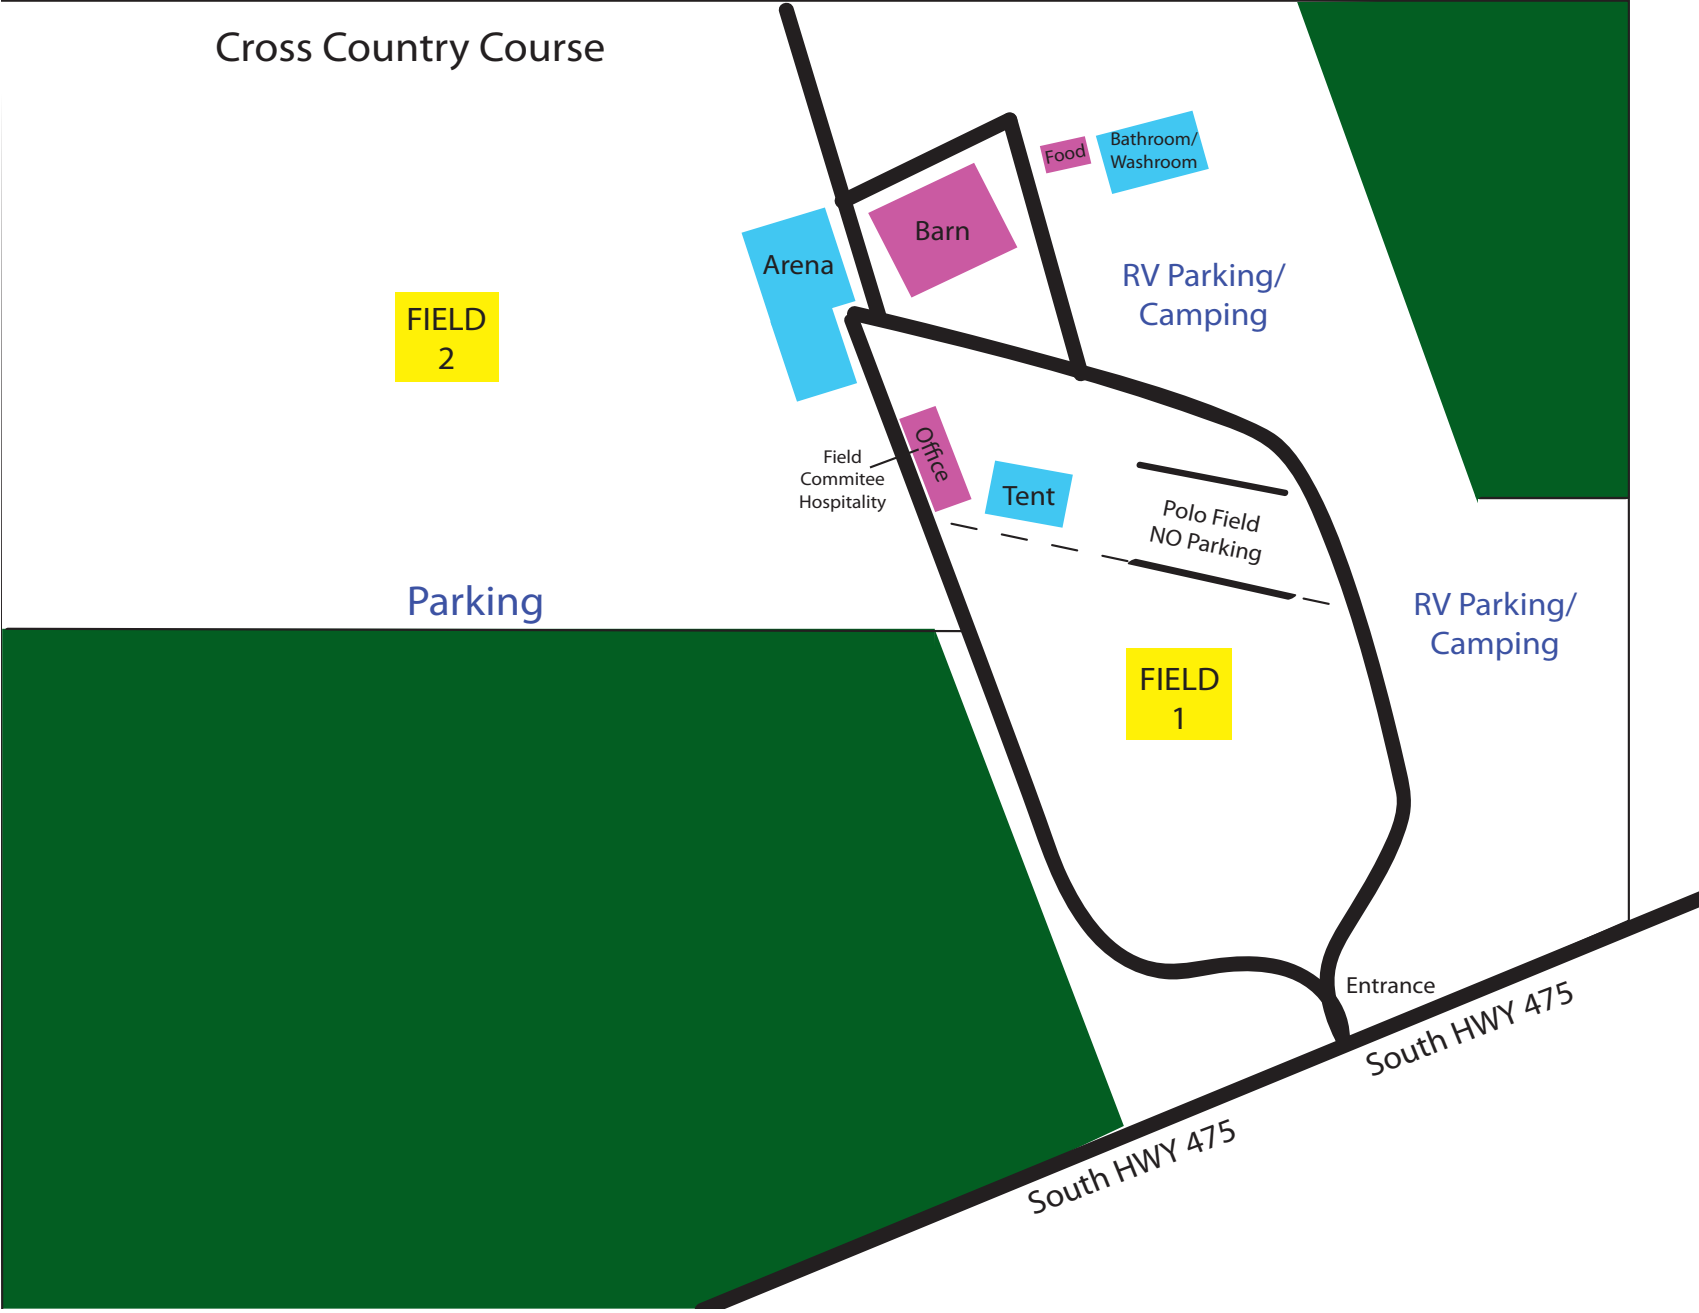 Cross Country Course
Food
Bathroom/
Washroom
Barn
Arena
RV Parking/
Camping
FIELD
2
Office
Field
Commitee
Hospitality
Tent
Polo Field
NO Parking
Parking
RV Parking/
Camping
FIELD
1
Entrance
South HWY 475
South HWY 475